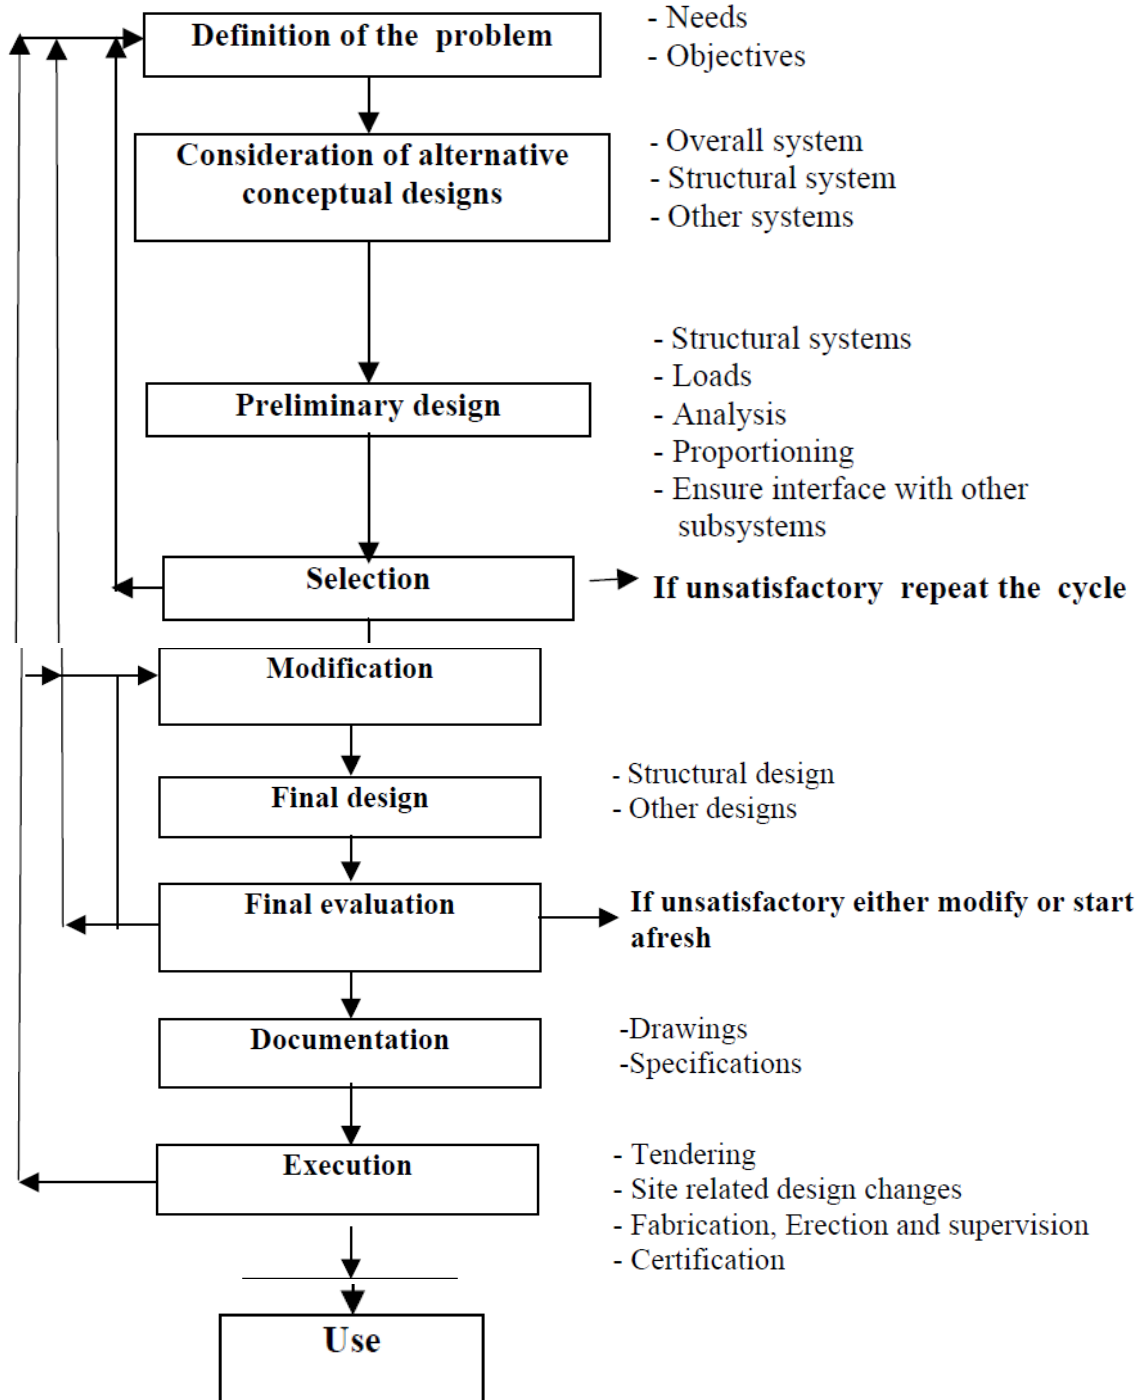 Definition of the problem
- Needs
- Objectives
Consideration of alternative
conceptual designs
- Overall system
- Structural system
- Other systems
Preliminary design
- Structural systems
- Loads
- Analysis
- Proportioning
- Ensure interface with other
subsystems
Selection
If unsatisfactory repeat the cycle
Modification
Final design
- Structural design
- Other designs
Final evaluation
If unsatisfactory either modify or start
afresh
Documentation
-Drawings
-Specifications
Execution
- Tendering
- Site related design changes
- Fabrication, Erection and supervision
- Certification
Use